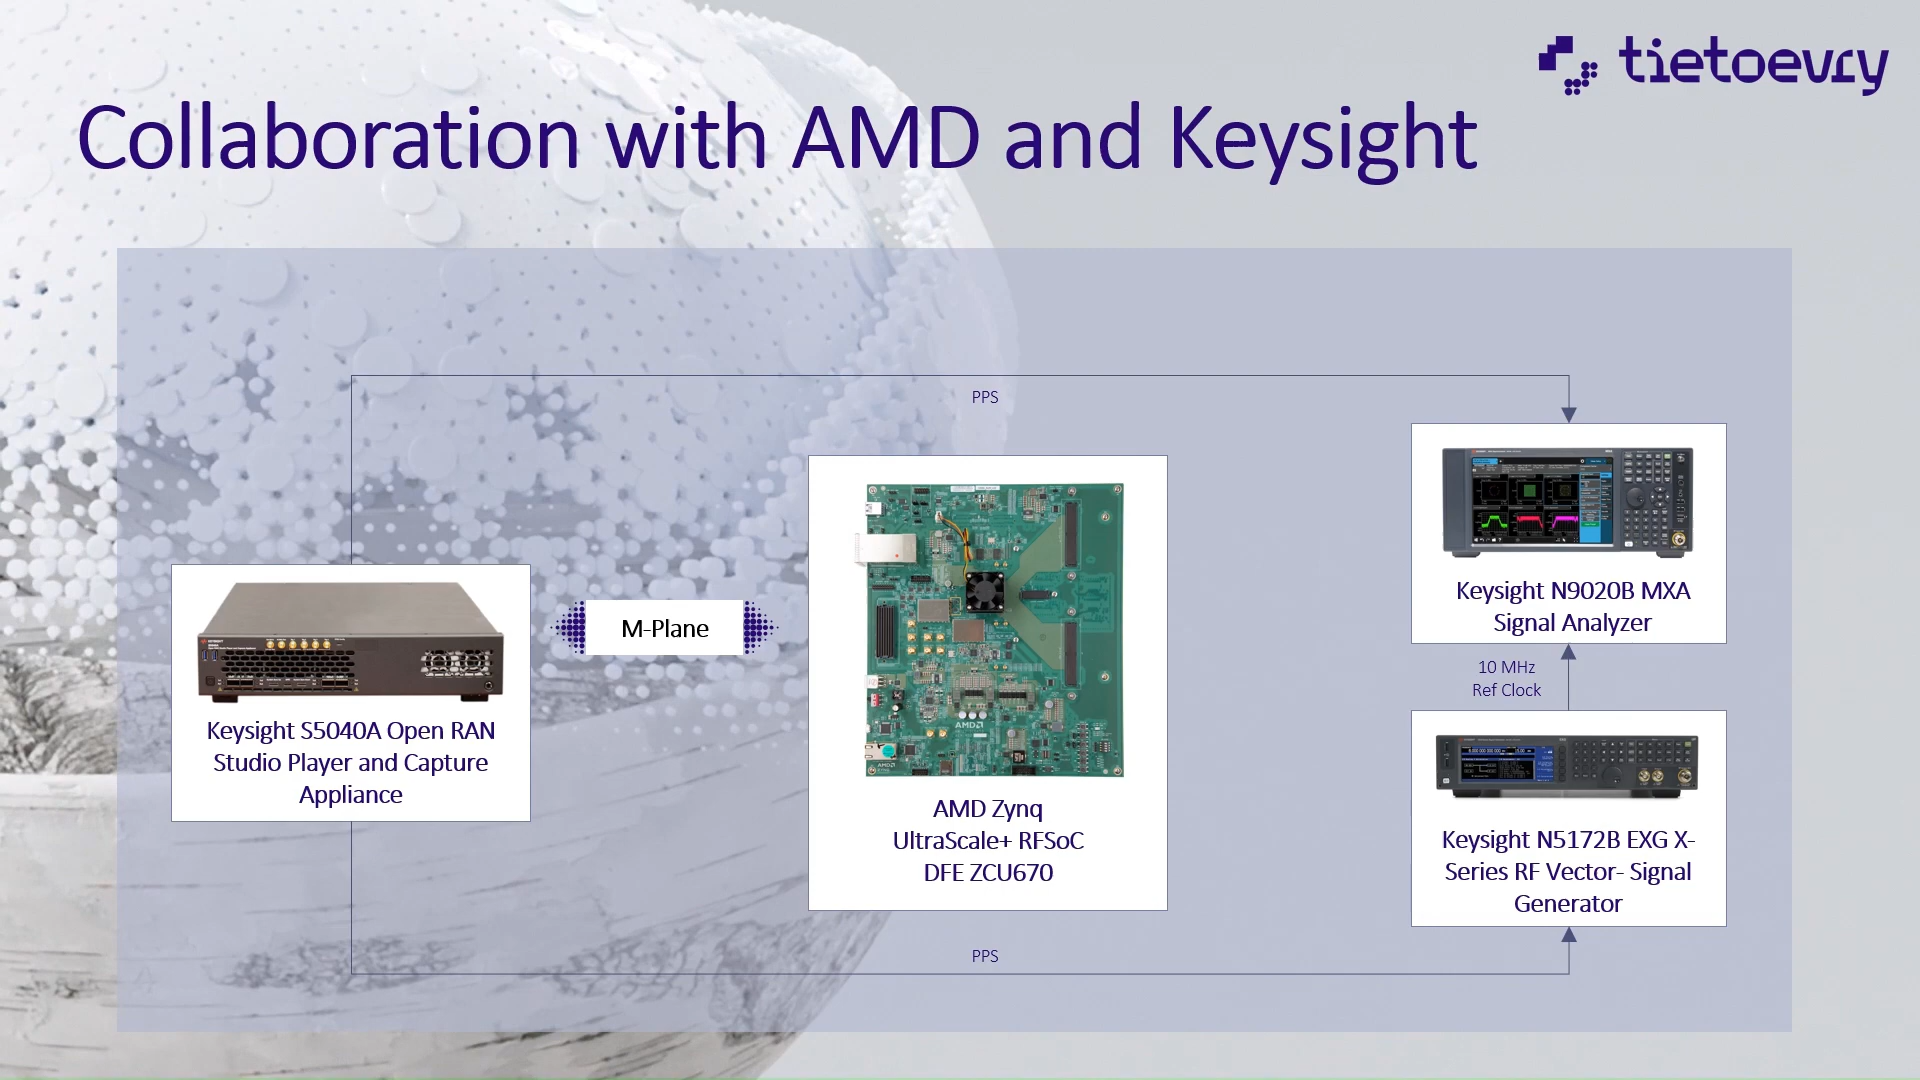 tietoevry
Collaboration with AMD and Keysight
PPS
Keysight N9020B MXA
Signal Analyzer
M-Plane
10 MHz
Ref Clock
Keysight S5040A Open RAN
Studio Player and Capture
Appliance
AMD
AMD
AMD Zynq
UltraScale+ RFSoC
DFE ZCU670
Keysight N5172B EXG X-
Series RF Vector- Signal
Generator
PPS